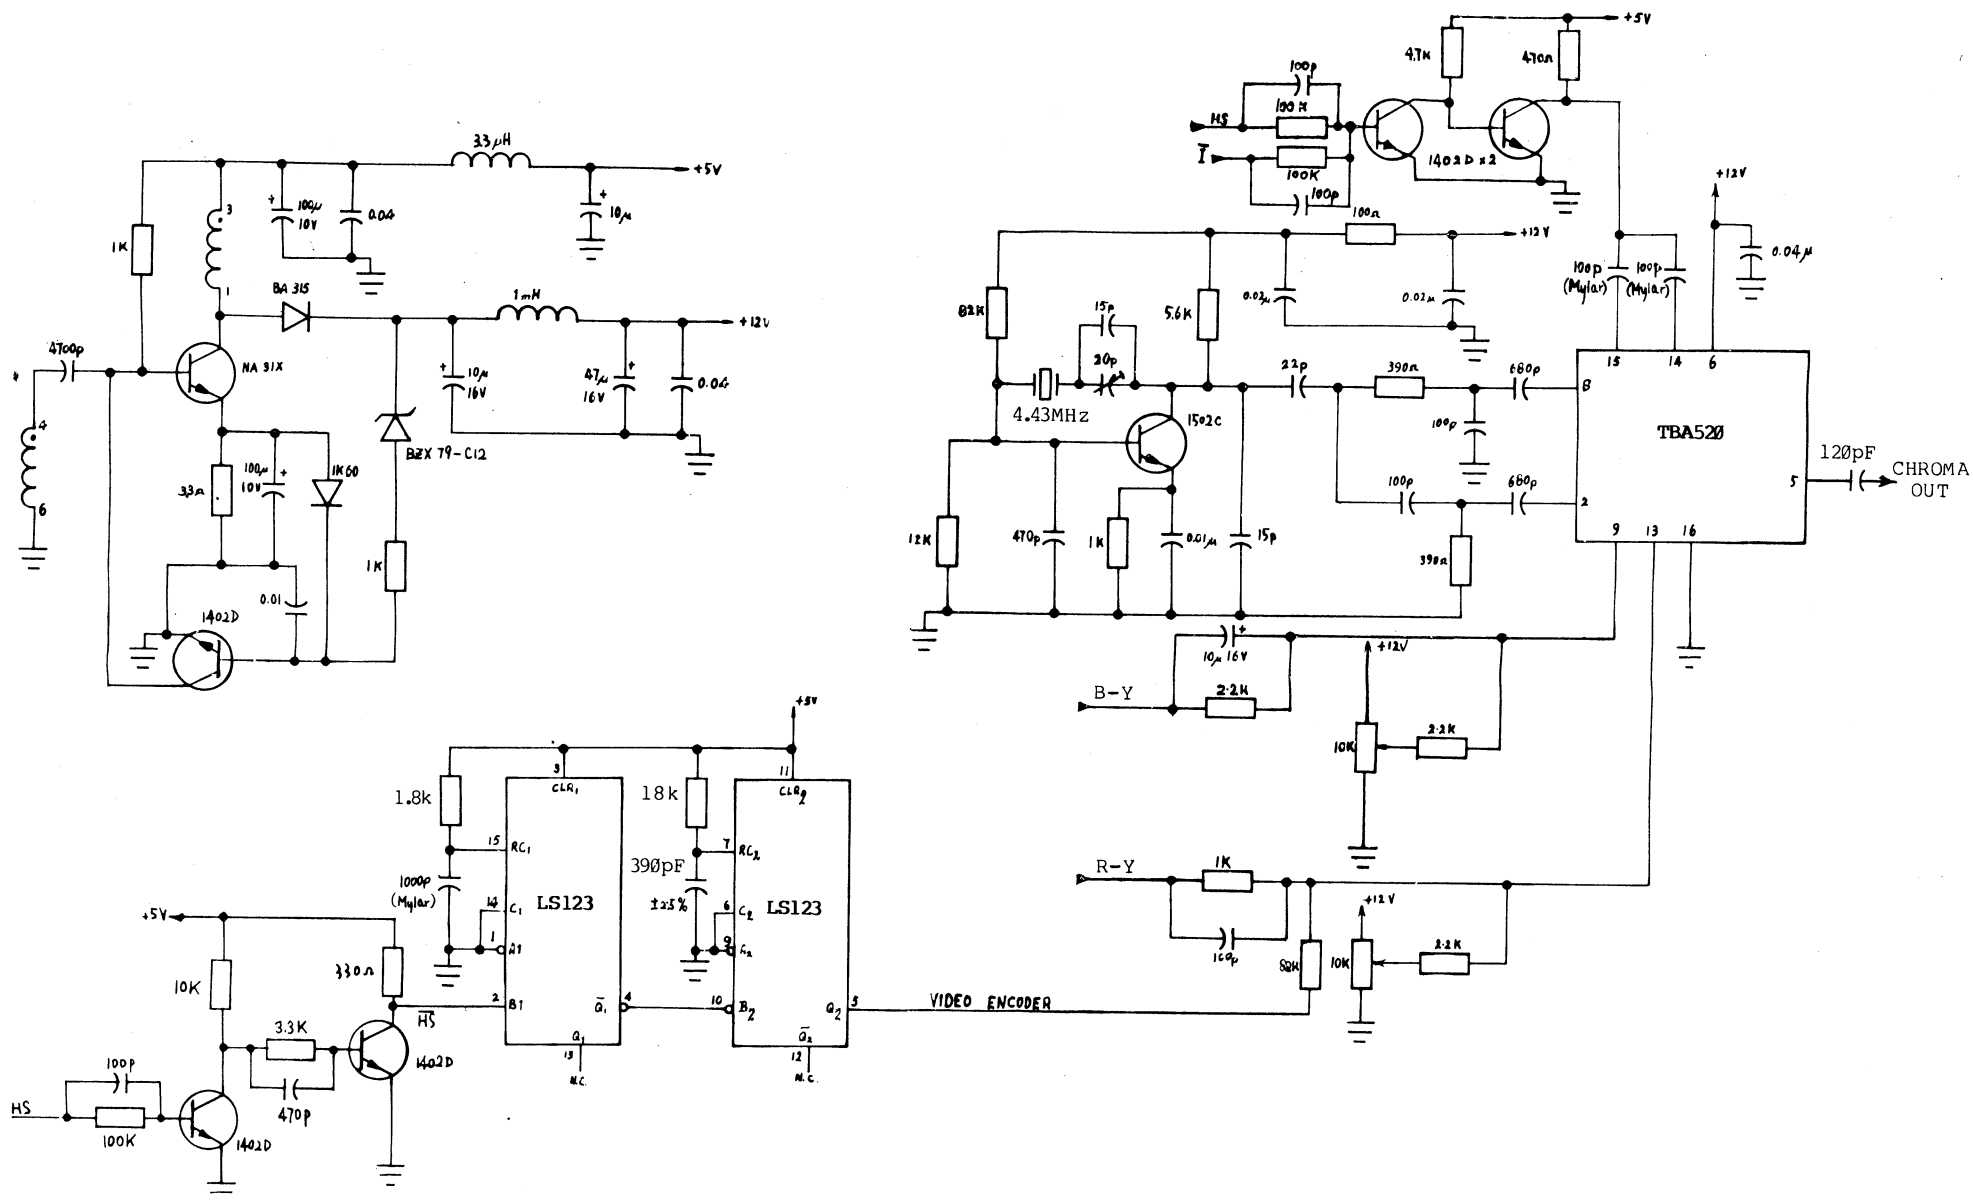 +5V
4.7K
470Ω
100p
100K
HS
Ī
1402D x 2
100K
100p
3.3µH
+5V
+12V
3
100µ
10V
0.04
10µ
1K
100Ω
+12V
0.04µ
100p
(Mylar)
100p
(Mylar)
1
BA 315
1mH
+12V
82K
15p
5.6K
0.02µ
0.02µ
20p
4700p
NA 31X
10µ
16V
47µ
16V
0.04
4.43MHz
1502C
22p
390Ω
680p
100p
15
14
6
8
TBA520
120pF
CHROMA
OUT
4
BZX 79-C12
100µ
10V
1K60
3.3Ω
6
12K
470p
1K
0.01µ
15p
100p
680p
2
5
390Ω
9
13
16
1K
0.01
1402D
10µ 16V
+12V
B-Y
2.2K
10K
2.2K
+5V
3
CLR1
11
CLR2
1.8k
18k
15
RC1
7
RC2
1000p
(Mylar)
390pF
±2.5%
14
C1
LS123
6
C2
LS123
1
A1
9
A2
R-Y
1K
160p
+12V
82K
10K
2.2K
+5V
330Ω
10K
HS
2
B1
Q̄1
4
10
B2
Q2
5
VIDEO ENCODER
Q1
13
N.C.
Q̄2
12
N.C.
3.3K
470p
1402D
100p
HS
100K
1402D